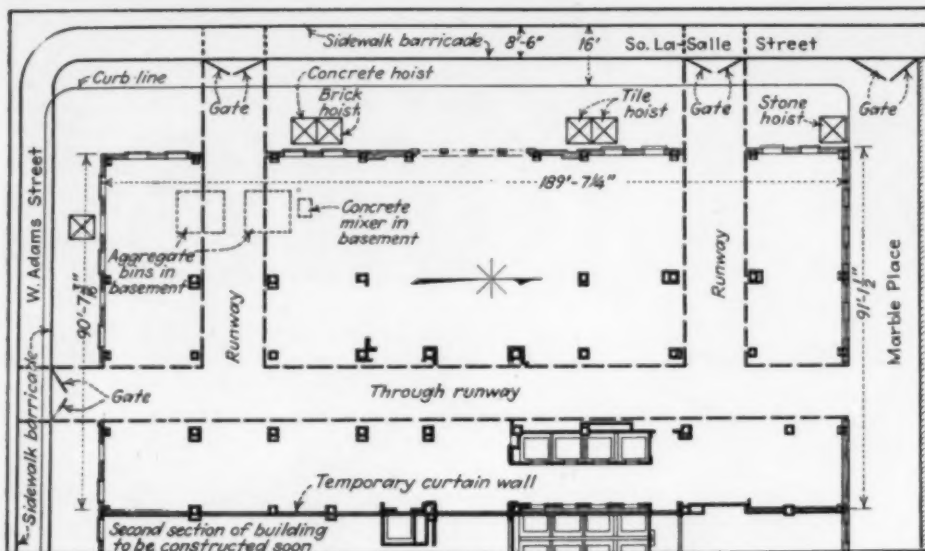 Sidewalk barricade
8'-6"
16'
So. La-Salle Street
Curb line
Concrete hoist
Gate
Brick
hoist
Tile
hoist
Gate
Stone
hoist
Gate
W. Adams Street
189'-7¼"
Concrete
mixer in
basement
Aggregate
bins in
basement
Runway
Runway
91'-1½"
Marble Place
Sidewalk barricade
Gate
Through runway
Temporary curtain wall
Second section of building
to be constructed soon